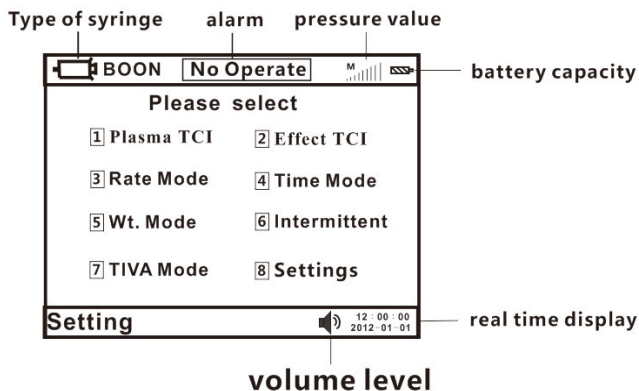 Type of syringe alarm pressure value
BOON No Operate M battery capacity
Please select
1 Plasma TCI 2 Effect TCI
3 Rate Mode 4 Time Mode
5 Wt. Mode 6 Intermittent
7 TIVA Mode 8 Settings
Setting 12:00:00 real time display
2012-01-01
volume level